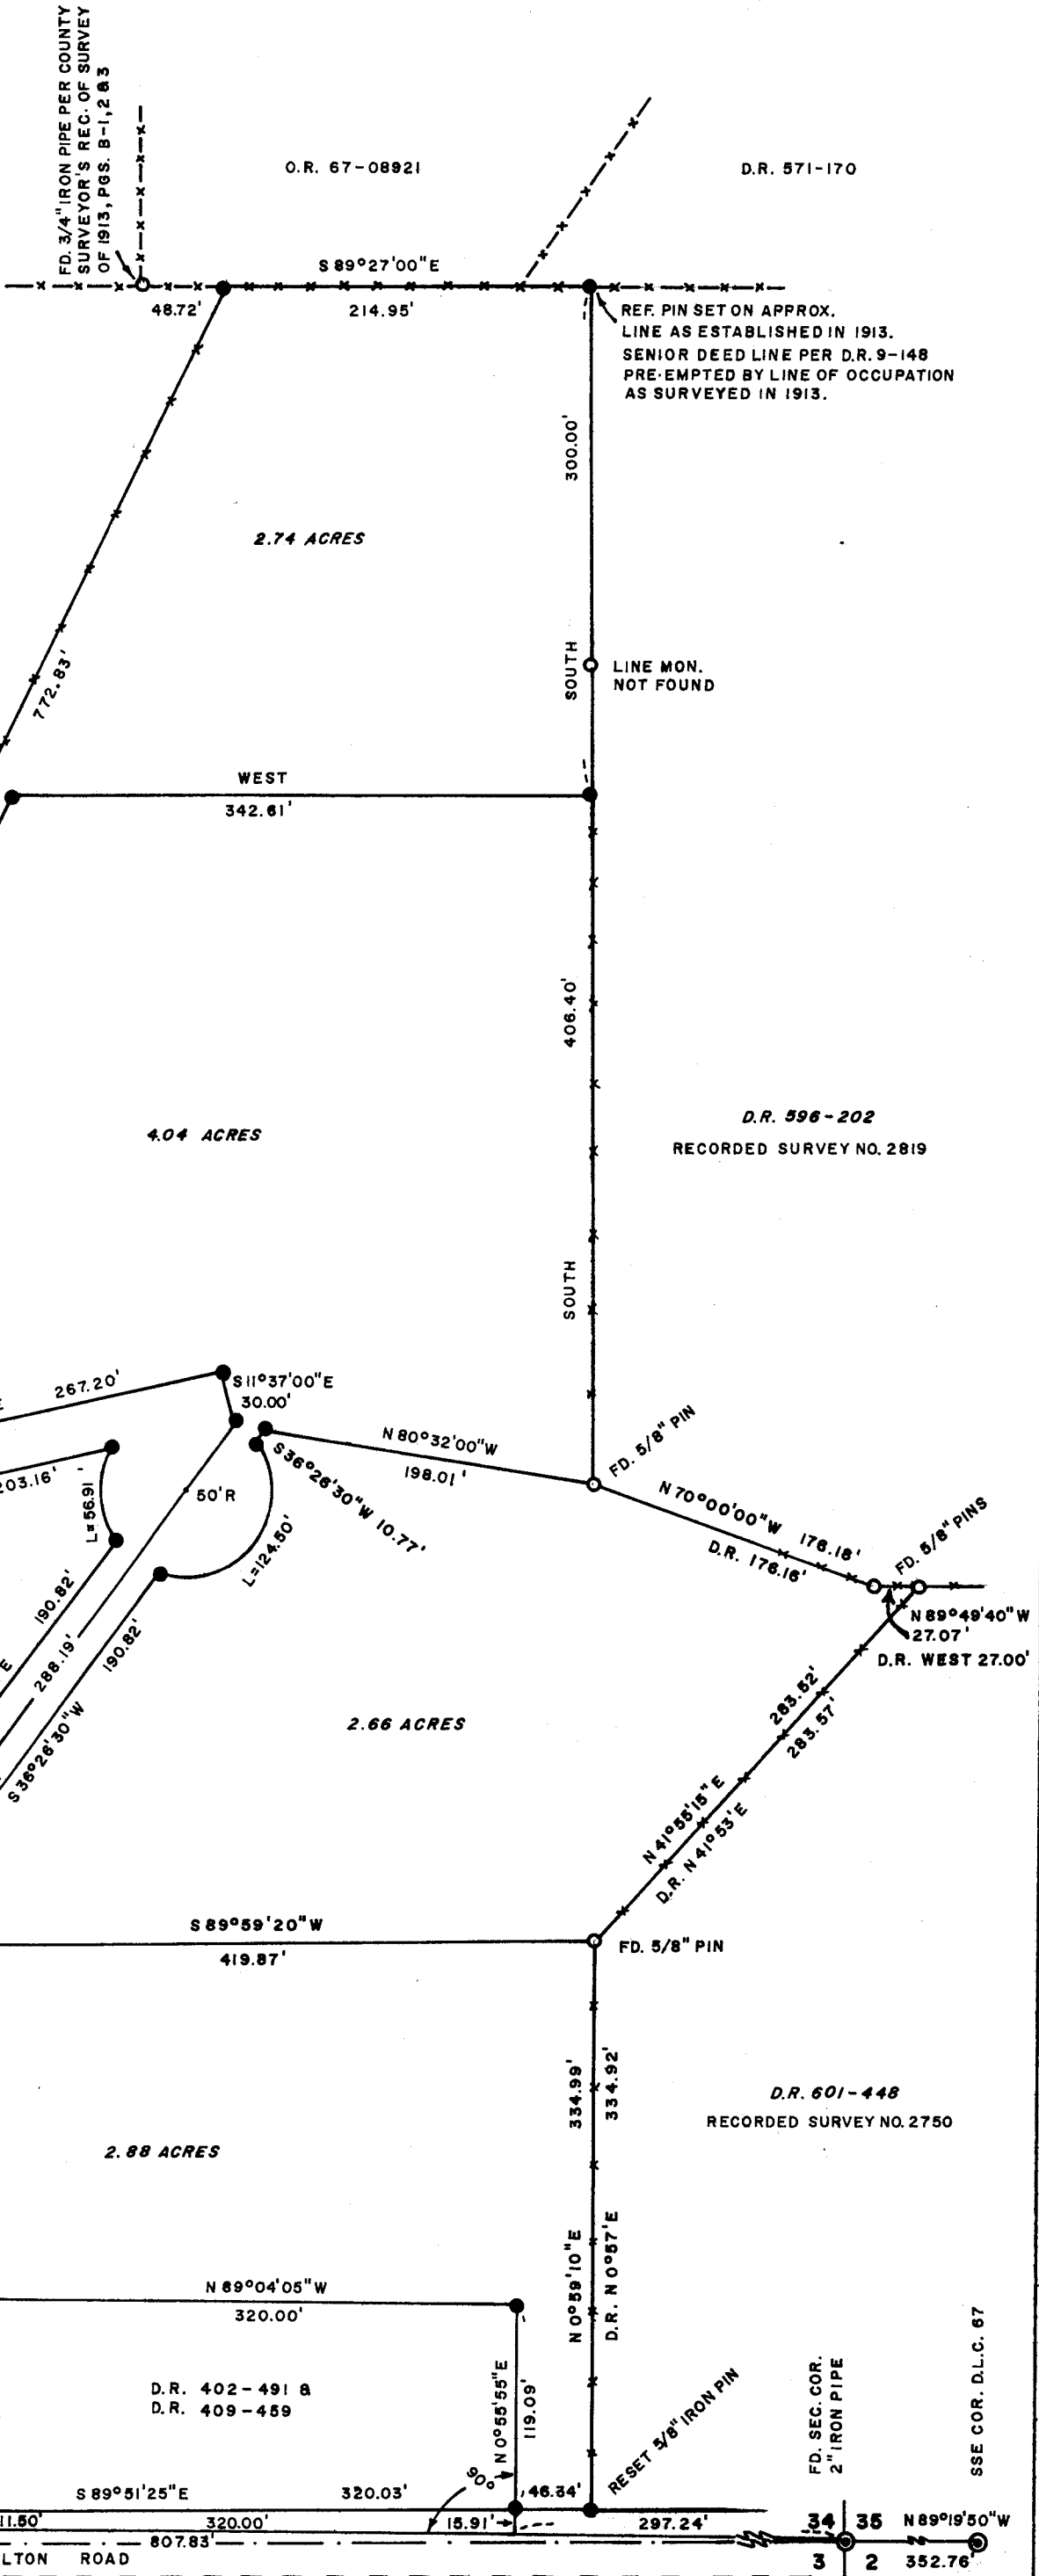 FD. 3/4" IRON PIPE PER COUNTY
SURVEYOR'S REC. OF SURVEY
OF 1913, PGS. B-1, 2 & 3
O.R. 67-08921
D.R. 571-170
S 89°27'00" E
48.72'
214.95'
REF. PIN SET ON APPROX.
LINE AS ESTABLISHED IN 1913.
SENIOR DEED LINE PER D.R. 9-148
PRE-EMPTED BY LINE OF OCCUPATION
AS SURVEYED IN 1913.
300.00'
2.74 ACRES
SOUTH
LINE MON.
NOT FOUND
772.83'
WEST
342.61'
406.40'
4.04 ACRES
D.R. 596-202
RECORDED SURVEY NO. 2819
SOUTH
E
267.20'
S 11°37'00" E
30.00'
N 80°32'00" W
198.01'
S 36°26'30" W 10.77'
FD. 5/8" PIN
203.16'
L=56.91'
50'R
L=124.50'
N 70°00'00" W 176.18'
D.R. 176.16'
FD. 5/8" PINS
N 89°49'40" W
27.07'
D.R. WEST 27.00'
190.82'
E
288.19'
190.82'
S 36°26'30" W
2.66 ACRES
283.52'
283.57'
N 41°55'15" E
D.R. N 41°53' E
S 89°59'20" W
419.87'
FD. 5/8" PIN
334.99'
334.92'
D.R. 601-448
RECORDED SURVEY NO. 2750
2.88 ACRES
N 0°59'10" E
D.R. N 0°57' E
N 89°04'05" W
320.00'
D.R. 402-491 &
D.R. 409-459
N 0°55'55" E
119.09'
90°
RESET 5/8" IRON PIN
FD. SEC. COR.
2" IRON PIPE
SSE COR. D.L.C. 67
S 89°51'25" E
320.03'
46.34'
11.50'
320.00'
15.91'
297.24'
34 35
N 89°19'50" W
807.83'
LTON ROAD
3 2
352.76'